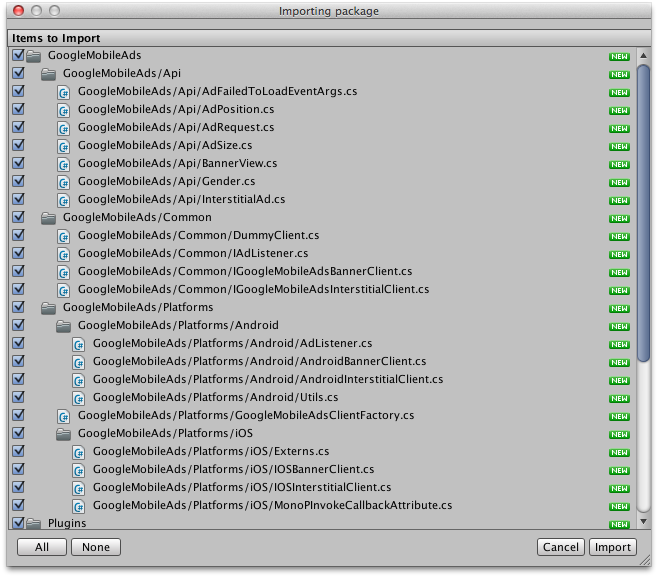 Importing package
Items to Import
GoogleMobileAds NEW
GoogleMobileAds/Api NEW
C# GoogleMobileAds/Api/AdFailedToLoadEventArgs.cs NEW
C# GoogleMobileAds/Api/AdPosition.cs NEW
C# GoogleMobileAds/Api/AdRequest.cs NEW
C# GoogleMobileAds/Api/AdSize.cs NEW
C# GoogleMobileAds/Api/BannerView.cs NEW
C# GoogleMobileAds/Api/Gender.cs NEW
C# GoogleMobileAds/Api/InterstitialAd.cs NEW
GoogleMobileAds/Common NEW
C# GoogleMobileAds/Common/DummyClient.cs NEW
C# GoogleMobileAds/Common/IAdListener.cs NEW
C# GoogleMobileAds/Common/IGoogleMobileAdsBannerClient.cs NEW
C# GoogleMobileAds/Common/IGoogleMobileAdsInterstitialClient.cs NEW
GoogleMobileAds/Platforms NEW
GoogleMobileAds/Platforms/Android NEW
C# GoogleMobileAds/Platforms/Android/AdListener.cs NEW
C# GoogleMobileAds/Platforms/Android/AndroidBannerClient.cs NEW
C# GoogleMobileAds/Platforms/Android/AndroidInterstitialClient.cs NEW
C# GoogleMobileAds/Platforms/Android/Utils.cs NEW
C# GoogleMobileAds/Platforms/GoogleMobileAdsClientFactory.cs NEW
GoogleMobileAds/Platforms/iOS NEW
C# GoogleMobileAds/Platforms/iOS/Externs.cs NEW
C# GoogleMobileAds/Platforms/iOS/IOSBannerClient.cs NEW
C# GoogleMobileAds/Platforms/iOS/IOSInterstitialClient.cs NEW
C# GoogleMobileAds/Platforms/iOS/MonoPInvokeCallbackAttribute.cs NEW
Plugins NEW
All None Cancel Import